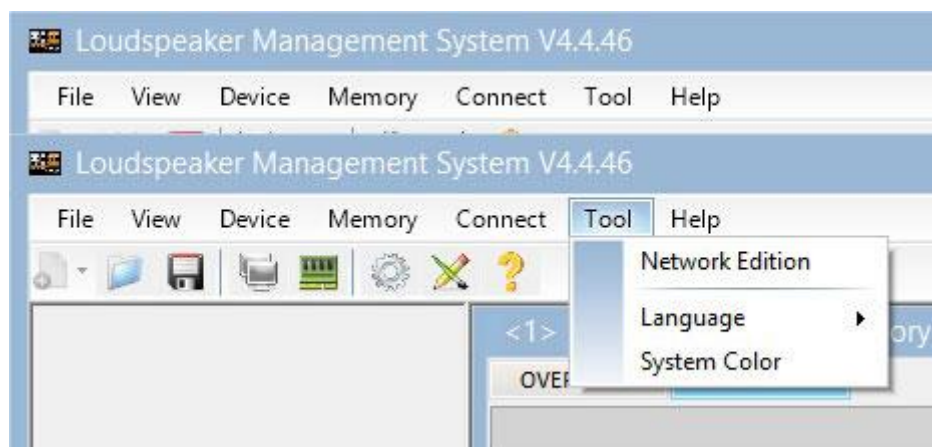 Loudspeaker Management System V4.4.46
File View Device Memory Connect Tool Help
Loudspeaker Management System V4.4.46
File View Device Memory Connect Tool Help
Network Edition
Language
System Color
<1>